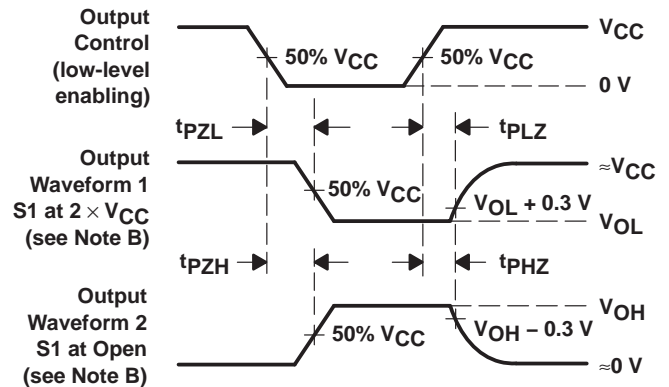 Output
Control
(low-level
enabling)
50% VCC
50% VCC
VCC
0 V
tPZL
tPLZ
Output
Waveform 1
S1 at 2 × VCC
(see Note B)
50% VCC
≈VCC
VOL + 0.3 V
VOL
tPZH
tPHZ
Output
Waveform 2
S1 at Open
(see Note B)
50% VCC
VOH
VOH − 0.3 V
≈0 V